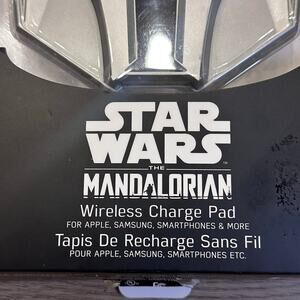 STAR
WARS
THE
MANDALORIAN
Wireless Charge Pad
FOR APPLE, SAMSUNG, SMARTPHONES & MORE
Tapis De Recharge Sans Fil
POUR APPLE, SAMSUNG, SMARTPHONES ETC.